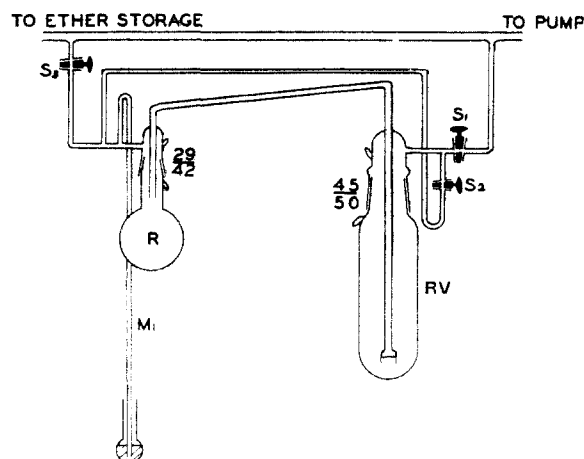 TO ETHER STORAGE
TO PUMP
S₃
S₁
29
42
45
50
S₂
R
RV
M₁